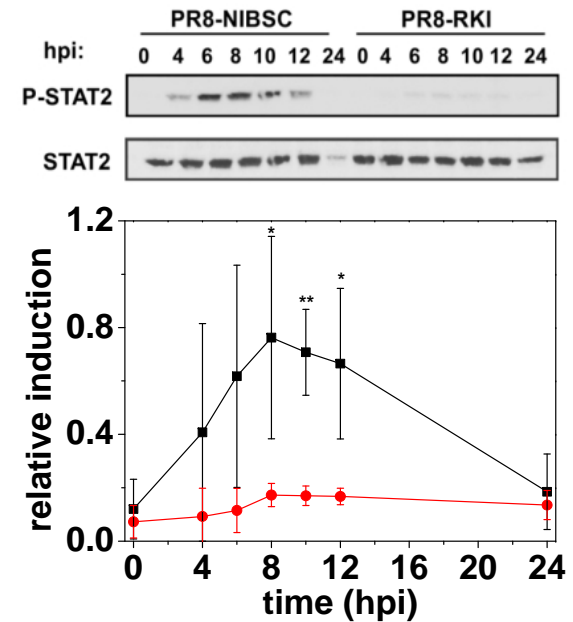 PR8-NIBSC PR8-RKI
hpi: 0 4 6 8 10 12 24 0 4 6 8 10 12 24
P-STAT2
STAT2
1.2
*
*
**
0.8
relative induction
0.4
0.0
0 4 8 12 16 20 24
time (hpi)